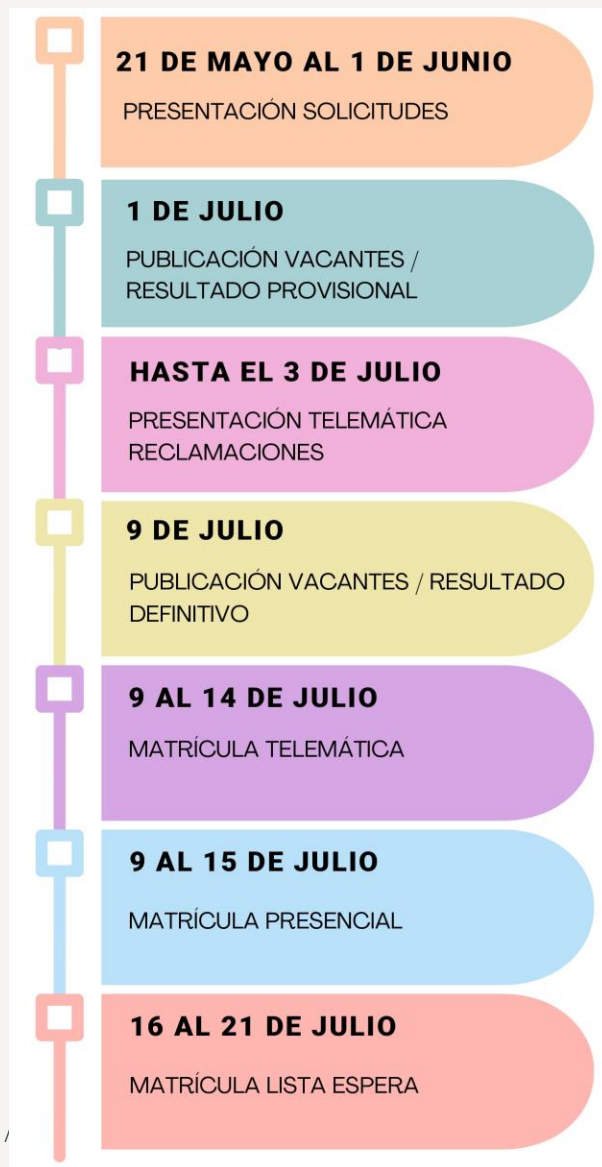 21 DE MAYO AL 1 DE JUNIO
PRESENTACIÓN SOLICITUDES
1 DE JULIO
PUBLICACIÓN VACANTES /
RESULTADO PROVISIONAL
HASTA EL 3 DE JULIO
PRESENTACIÓN TELEMÁTICA
RECLAMACIONES
9 DE JULIO
PUBLICACIÓN VACANTES / RESULTADO
DEFINITIVO
9 AL 14 DE JULIO
MATRÍCULA TELEMÁTICA
9 AL 15 DE JULIO
MATRÍCULA PRESENCIAL
16 AL 21 DE JULIO
MATRÍCULA LISTA ESPERA
/